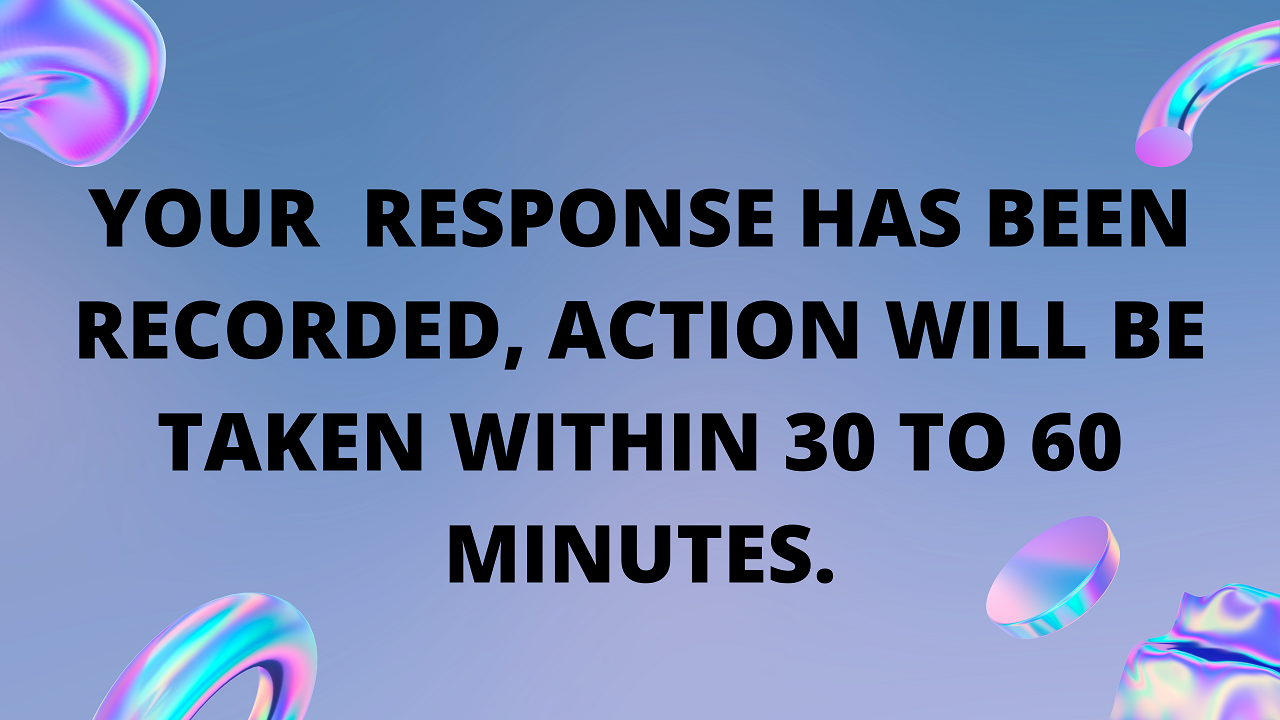 YOUR  RESPONSE HAS BEEN
RECORDED, ACTION WILL BE
TAKEN WITHIN 30 TO 60
MINUTES.